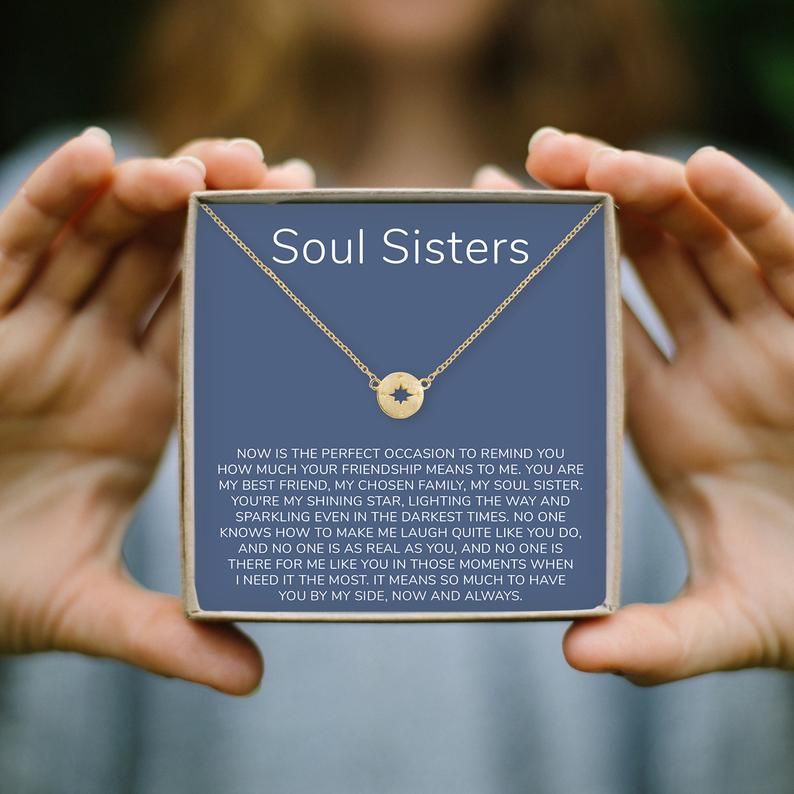 Soul Sisters
NOW IS THE PERFECT OCCASION TO REMIND YOU
HOW MUCH YOUR FRIENDSHIP MEANS TO ME. YOU ARE
MY BEST FRIEND, MY CHOSEN FAMILY, MY SOUL SISTER.
YOU'RE MY SHINING STAR, LIGHTING THE WAY AND
SPARKLING EVEN IN THE DARKEST TIMES. NO ONE
KNOWS HOW TO MAKE ME LAUGH QUITE LIKE YOU DO,
AND NO ONE IS AS REAL AS YOU, AND NO ONE IS
THERE FOR ME LIKE YOU IN THOSE MOMENTS WHEN
I NEED IT THE MOST. IT MEANS SO MUCH TO HAVE
YOU BY MY SIDE, NOW AND ALWAYS.